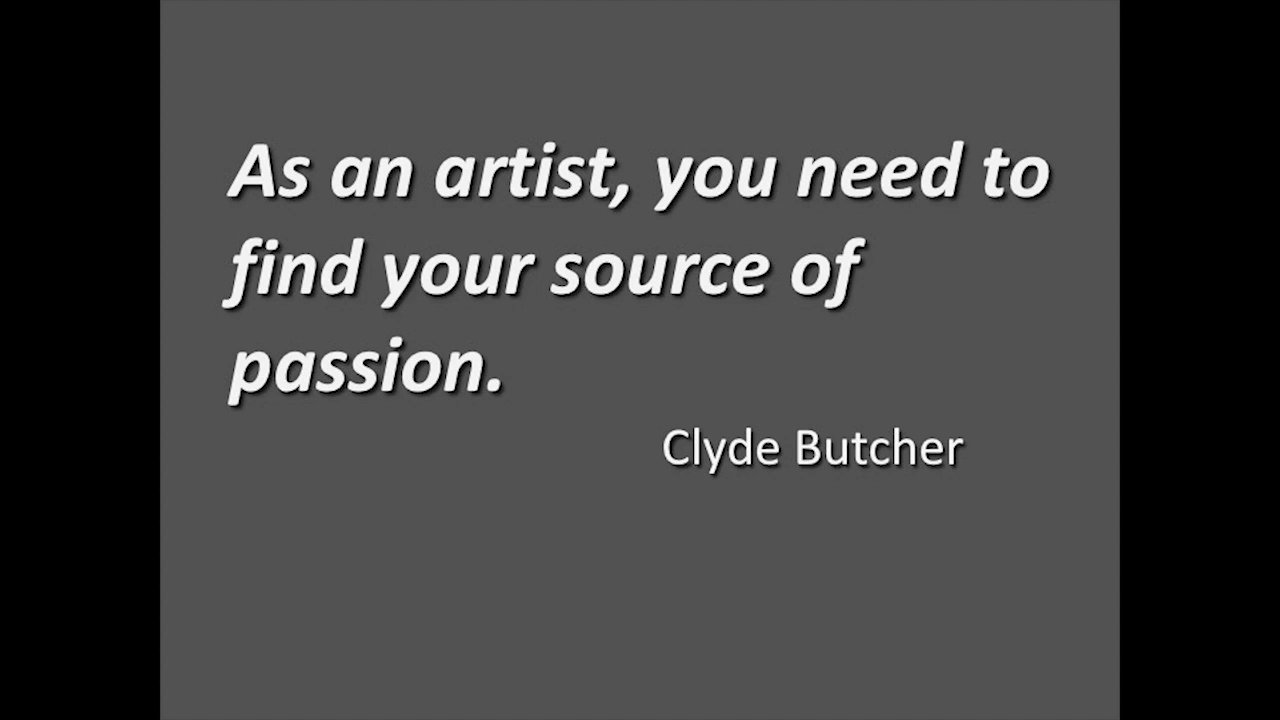 As an artist, you need to
find your source of
passion.
Clyde Butcher